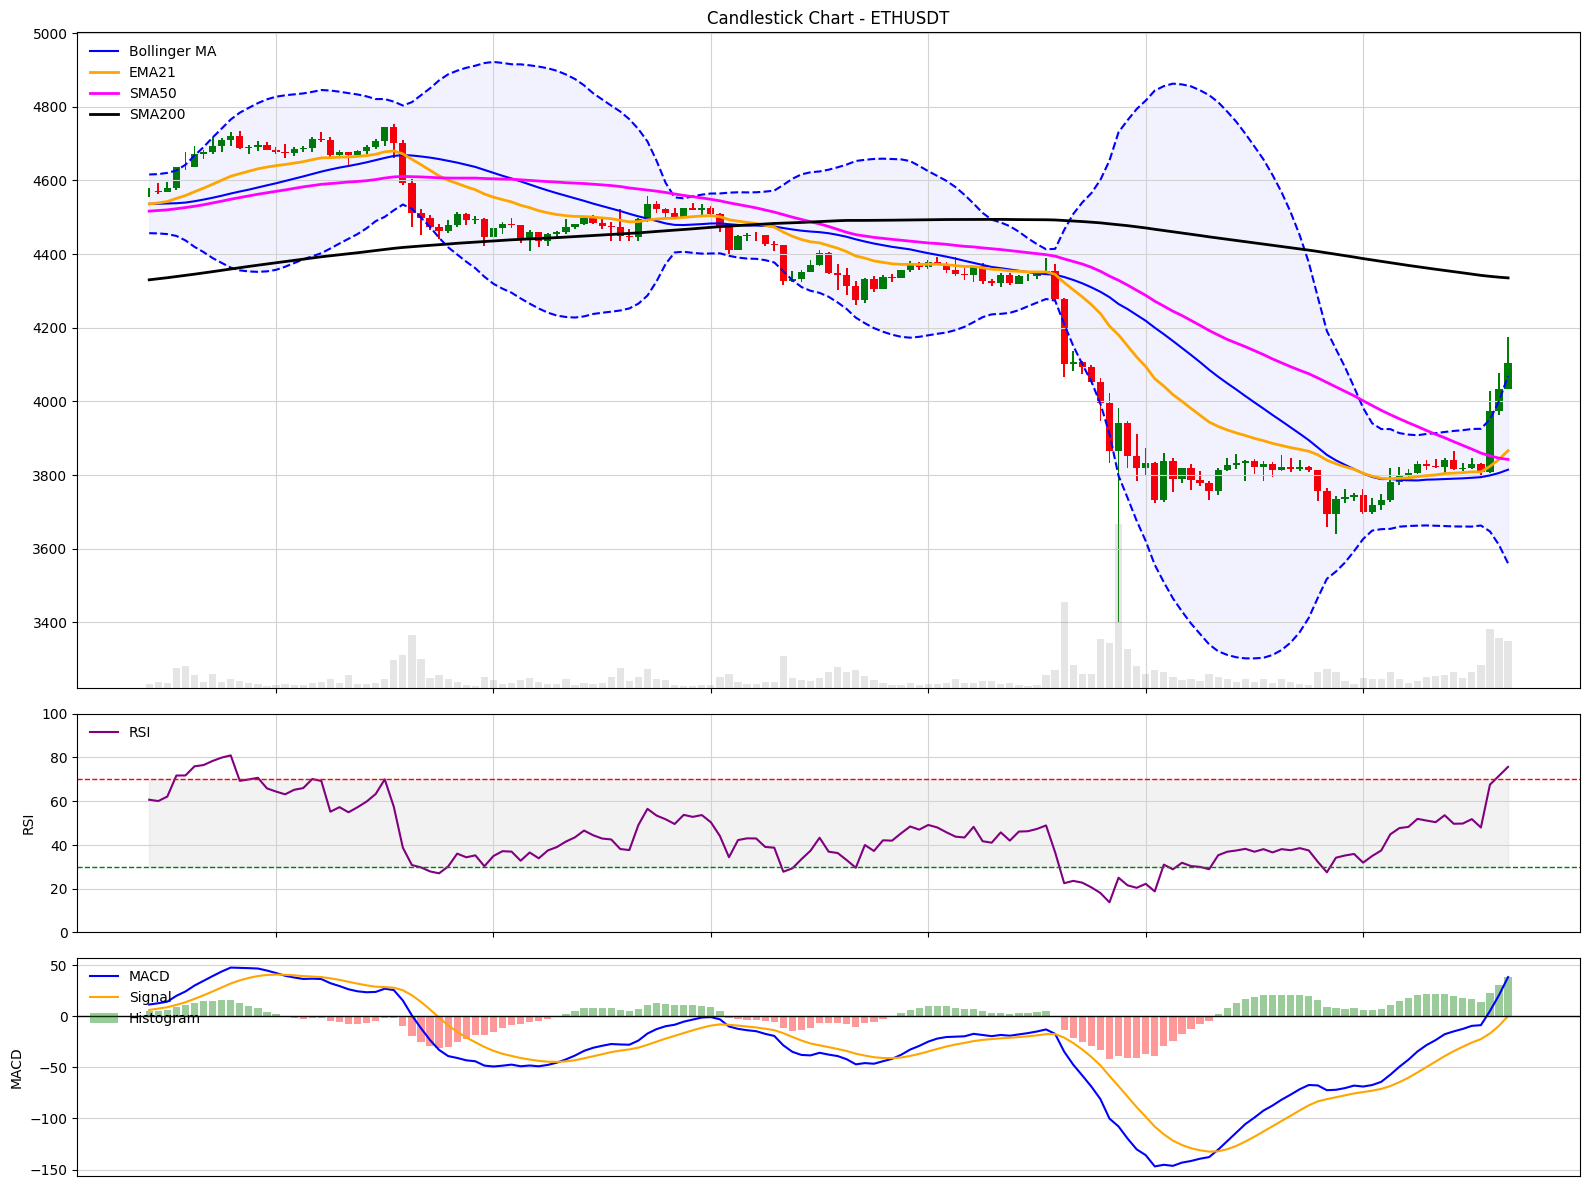 Candlestick Chart - ETHUSDT
5000
4800
4600
4400
4200
4000
3800
3600
3400
Bollinger MA
EMA21
SMA50
SMA200
100
80
60
40
20
0
RSI
RSI
50
0
−50
−100
−150
MACD
MACD
Signal
Histogram